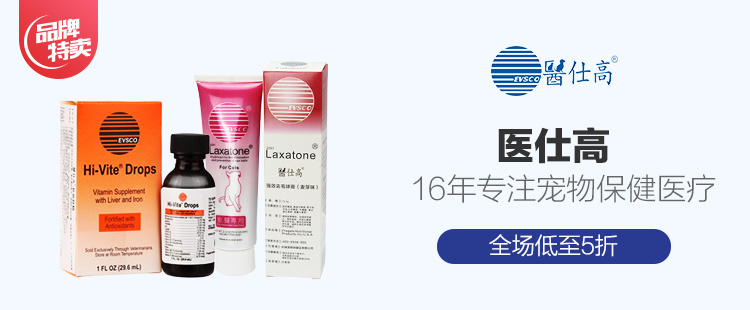 品牌
特卖
EVSCO
Hi-Vite® Drops
Vitamin Supplement
with Liver and Iron
Fortified with
Antioxidants
Sold Exclusively Through Veterinarians
Store at Room Temperature
1 FL OZ (29.6 mL)
Hi-Vite® Drops
EVSCO
Laxatone®
For Cats
EVSCO
Laxatone®
醫仕高®
EVSCO
醫仕高®
医仕高
16年专注宠物保健医疗
全场低至5折